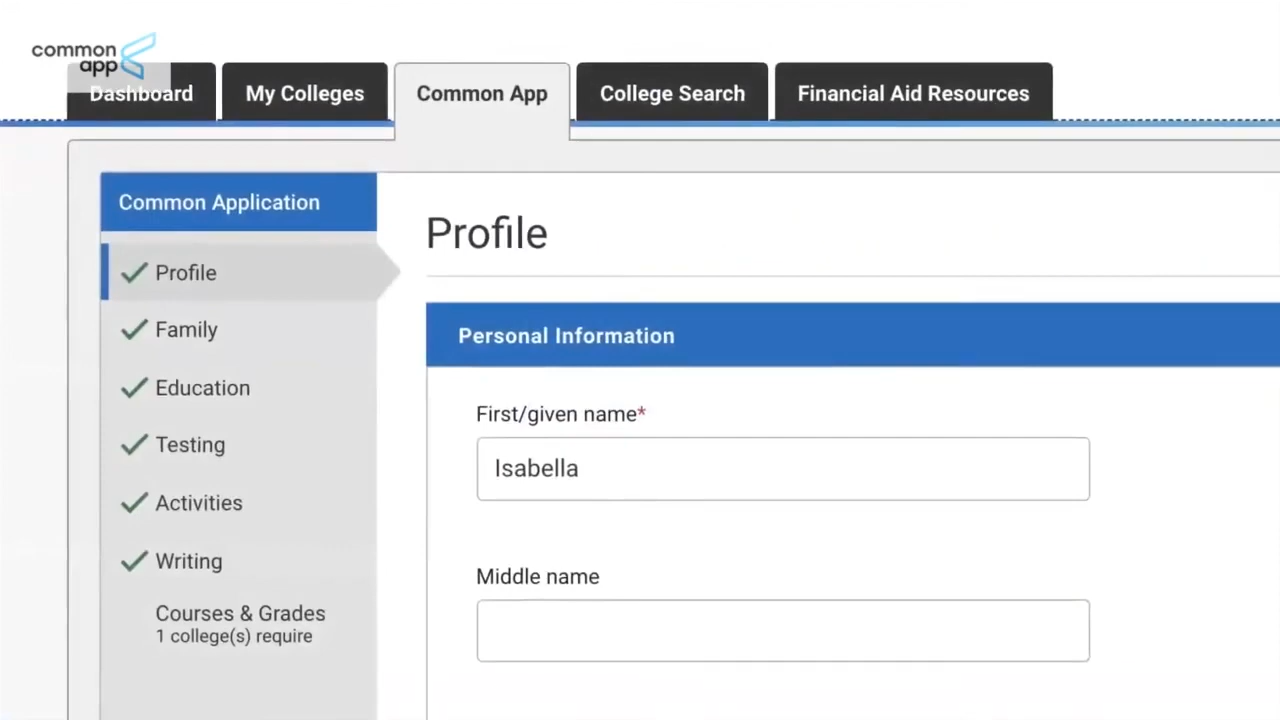 common
app
Dashboard
My Colleges
Common App
College Search
Financial Aid Resources
Common Application
Profile
Family
Education
Testing
Activities
Writing
Courses & Grades
1 college(s) require
Profile
Personal Information
First/given name*
Isabella
Middle name